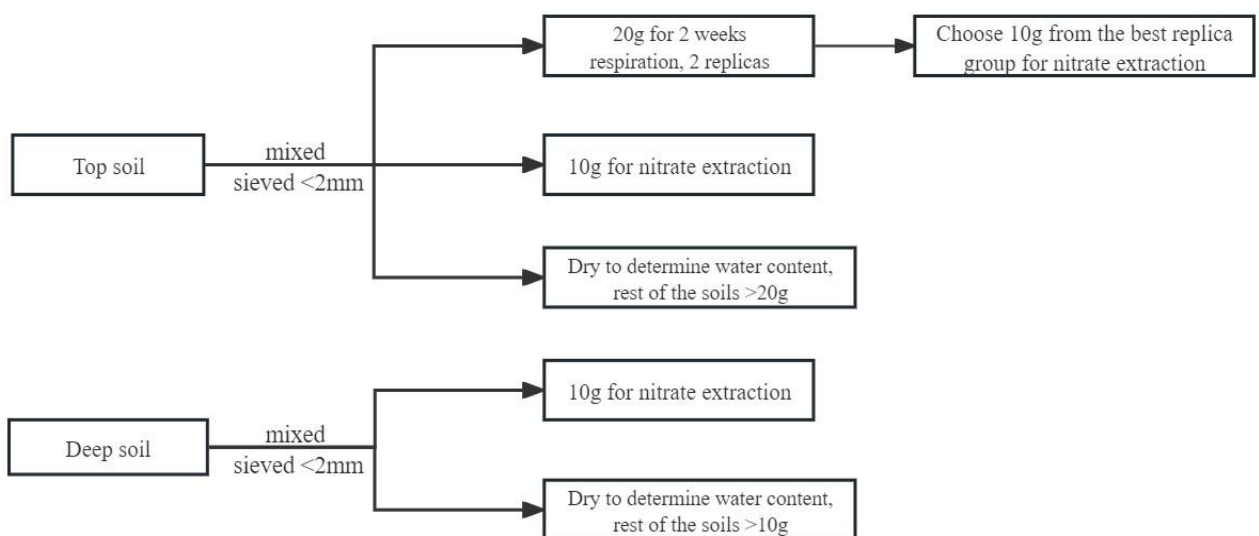 20g for 2 weeks
respiration, 2 replicas
Choose 10g from the best replica
group for nitrate extraction
Top soil
mixed
sieved <2mm
10g for nitrate extraction
Dry to determine water content,
rest of the soils >20g
Deep soil
mixed
sieved <2mm
10g for nitrate extraction
Dry to determine water content,
rest of the soils >10g